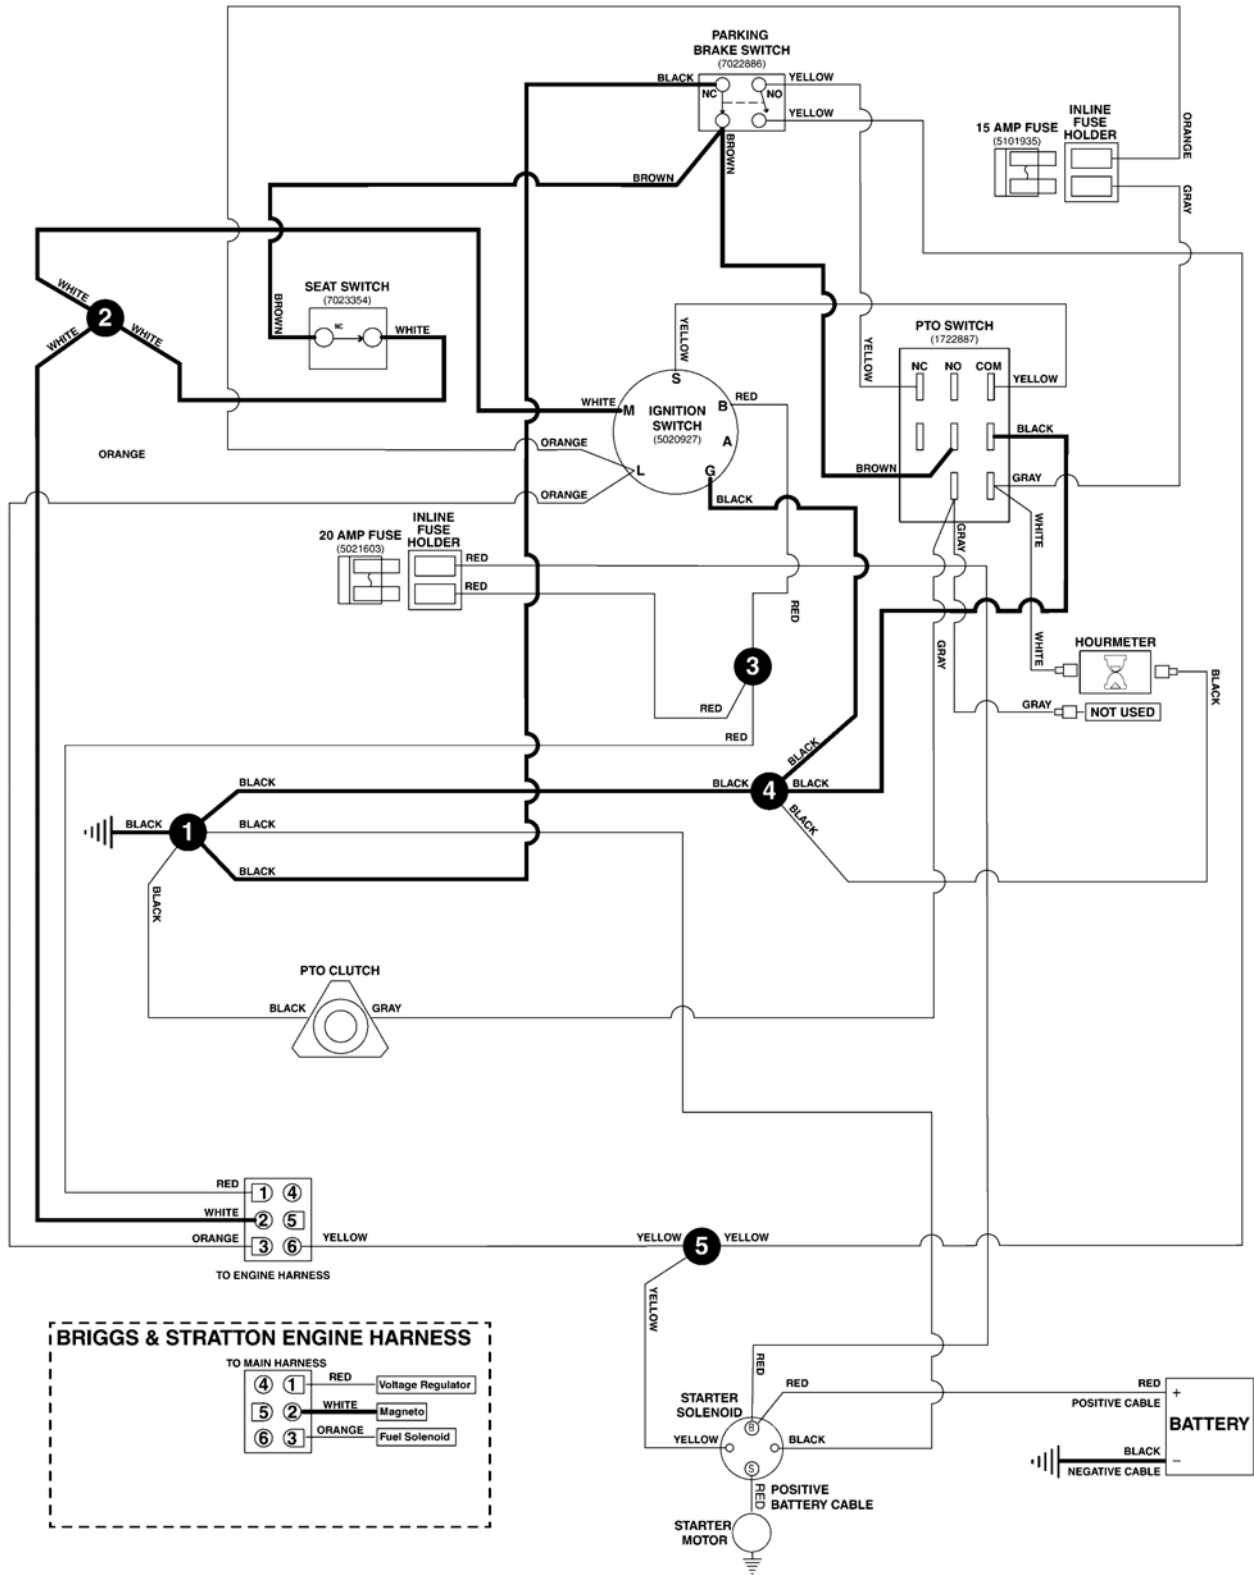 PARKING
BRAKE SWITCH
(7022886)
BLACK
YELLOW
NC
NO
YELLOW
BROWN
BROWN
15 AMP FUSE
(5101935)
INLINE
FUSE
HOLDER
ORANGE
GRAY
WHITE
2
WHITE
WHITE
SEAT SWITCH
(7023354)
NC
BROWN
WHITE
YELLOW
YELLOW
PTO SWITCH
(1722887)
NC
NO
COM
YELLOW
BLACK
BROWN
GRAY
WHITE
M
S
B
RED
IGNITION
SWITCH
(5020927)
A
L
G
BLACK
ORANGE
ORANGE
ORANGE
20 AMP FUSE
(5021603)
INLINE
FUSE
HOLDER
RED
RED
RED
GRAY
WHITE
GRAY
WHITE
HOURMETER
BLACK
GRAY
NOT USED
3
RED
RED
BLACK
BLACK
4
BLACK
BLACK
BLACK
BLACK
1
BLACK
BLACK
BLACK
PTO CLUTCH
BLACK
GRAY
RED
1
4
WHITE
2
5
ORANGE
3
6
YELLOW
TO ENGINE HARNESS
YELLOW
5
YELLOW
YELLOW
BRIGGS & STRATTON ENGINE HARNESS
TO MAIN HARNESS
4
1
RED
Voltage Regulator
5
2
WHITE
Magneto
6
3
ORANGE
Fuel Solenoid
RED
RED
STARTER
SOLENOID
B
YELLOW
BLACK
S
RED
POSITIVE
BATTERY CABLE
STARTER
MOTOR
RED
POSITIVE CABLE
+
BATTERY
BLACK
-
NEGATIVE CABLE